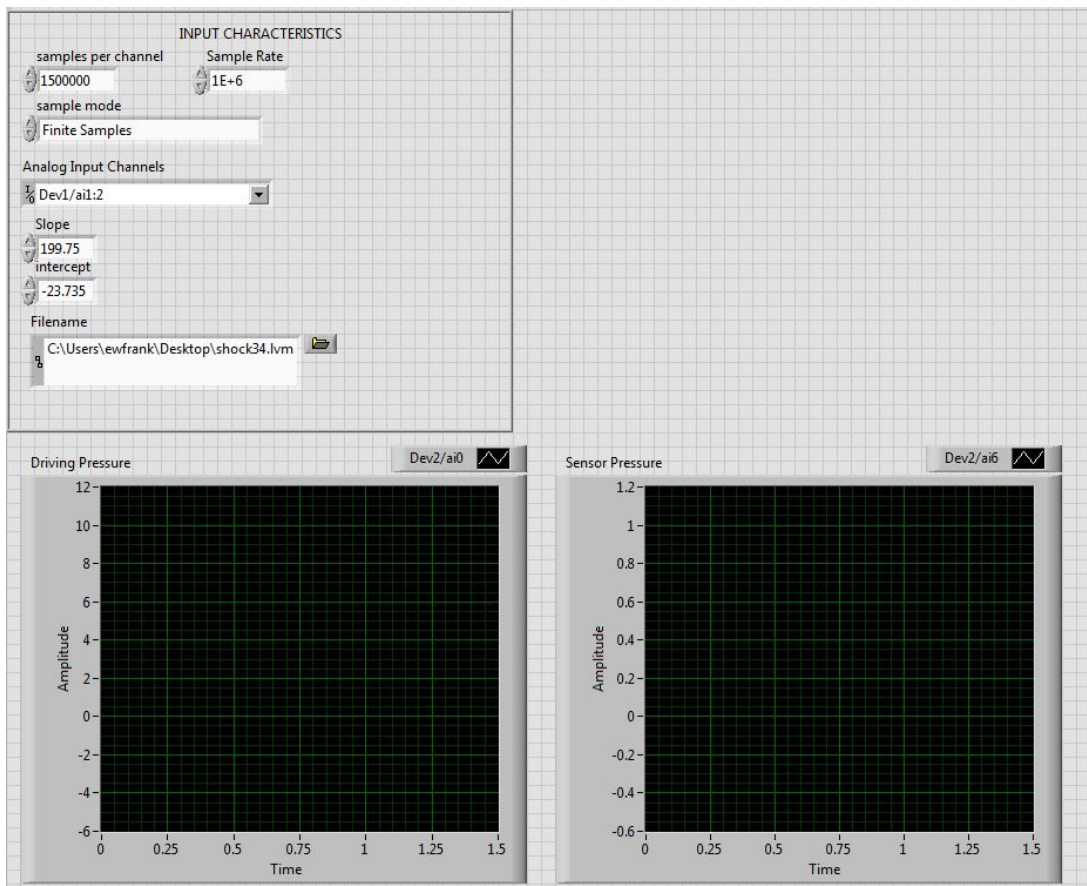 INPUT CHARACTERISTICS
samples per channel Sample Rate
1500000 1E+6
sample mode
Finite Samples
Analog Input Channels
I/O Dev1/ai1:2
Slope
199.75
intercept
-23.735
Filename
C:\Users\ewfrank\Desktop\shock34.lvm
Driving Pressure Dev2/ai0
12
10
8
6
4
2
0
-2
-4
-6
Amplitude
0 0.25 0.5 0.75 1 1.25 1.5
Time
Sensor Pressure Dev2/ai6
1.2
1
0.8
0.6
0.4
0.2
0
-0.2
-0.4
-0.6
Amplitude
0 0.25 0.5 0.75 1 1.25 1.5
Time